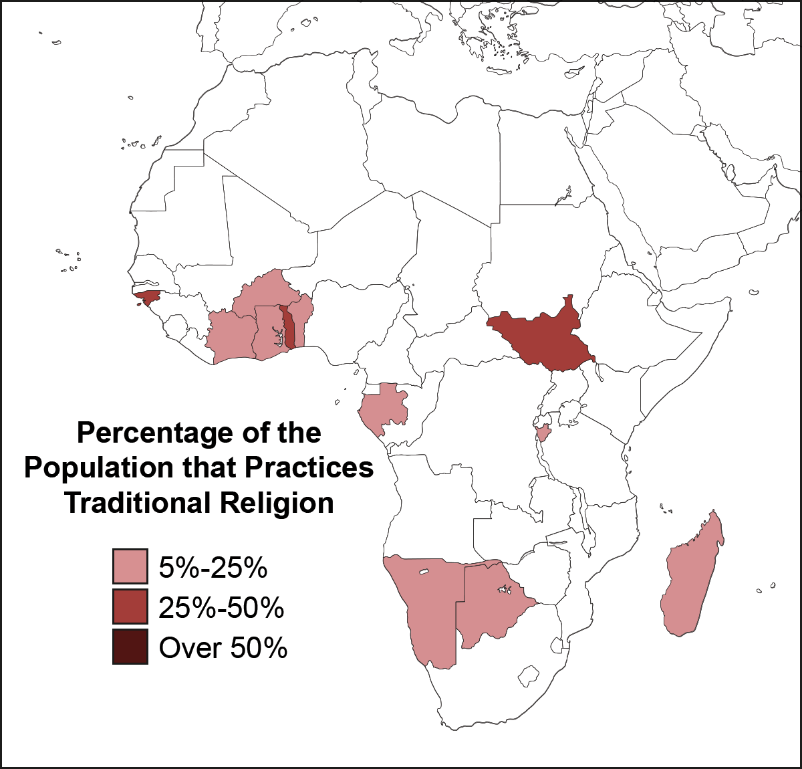 Percentage of the
Population that Practices
Traditional Religion
5%-25%
25%-50%
Over 50%